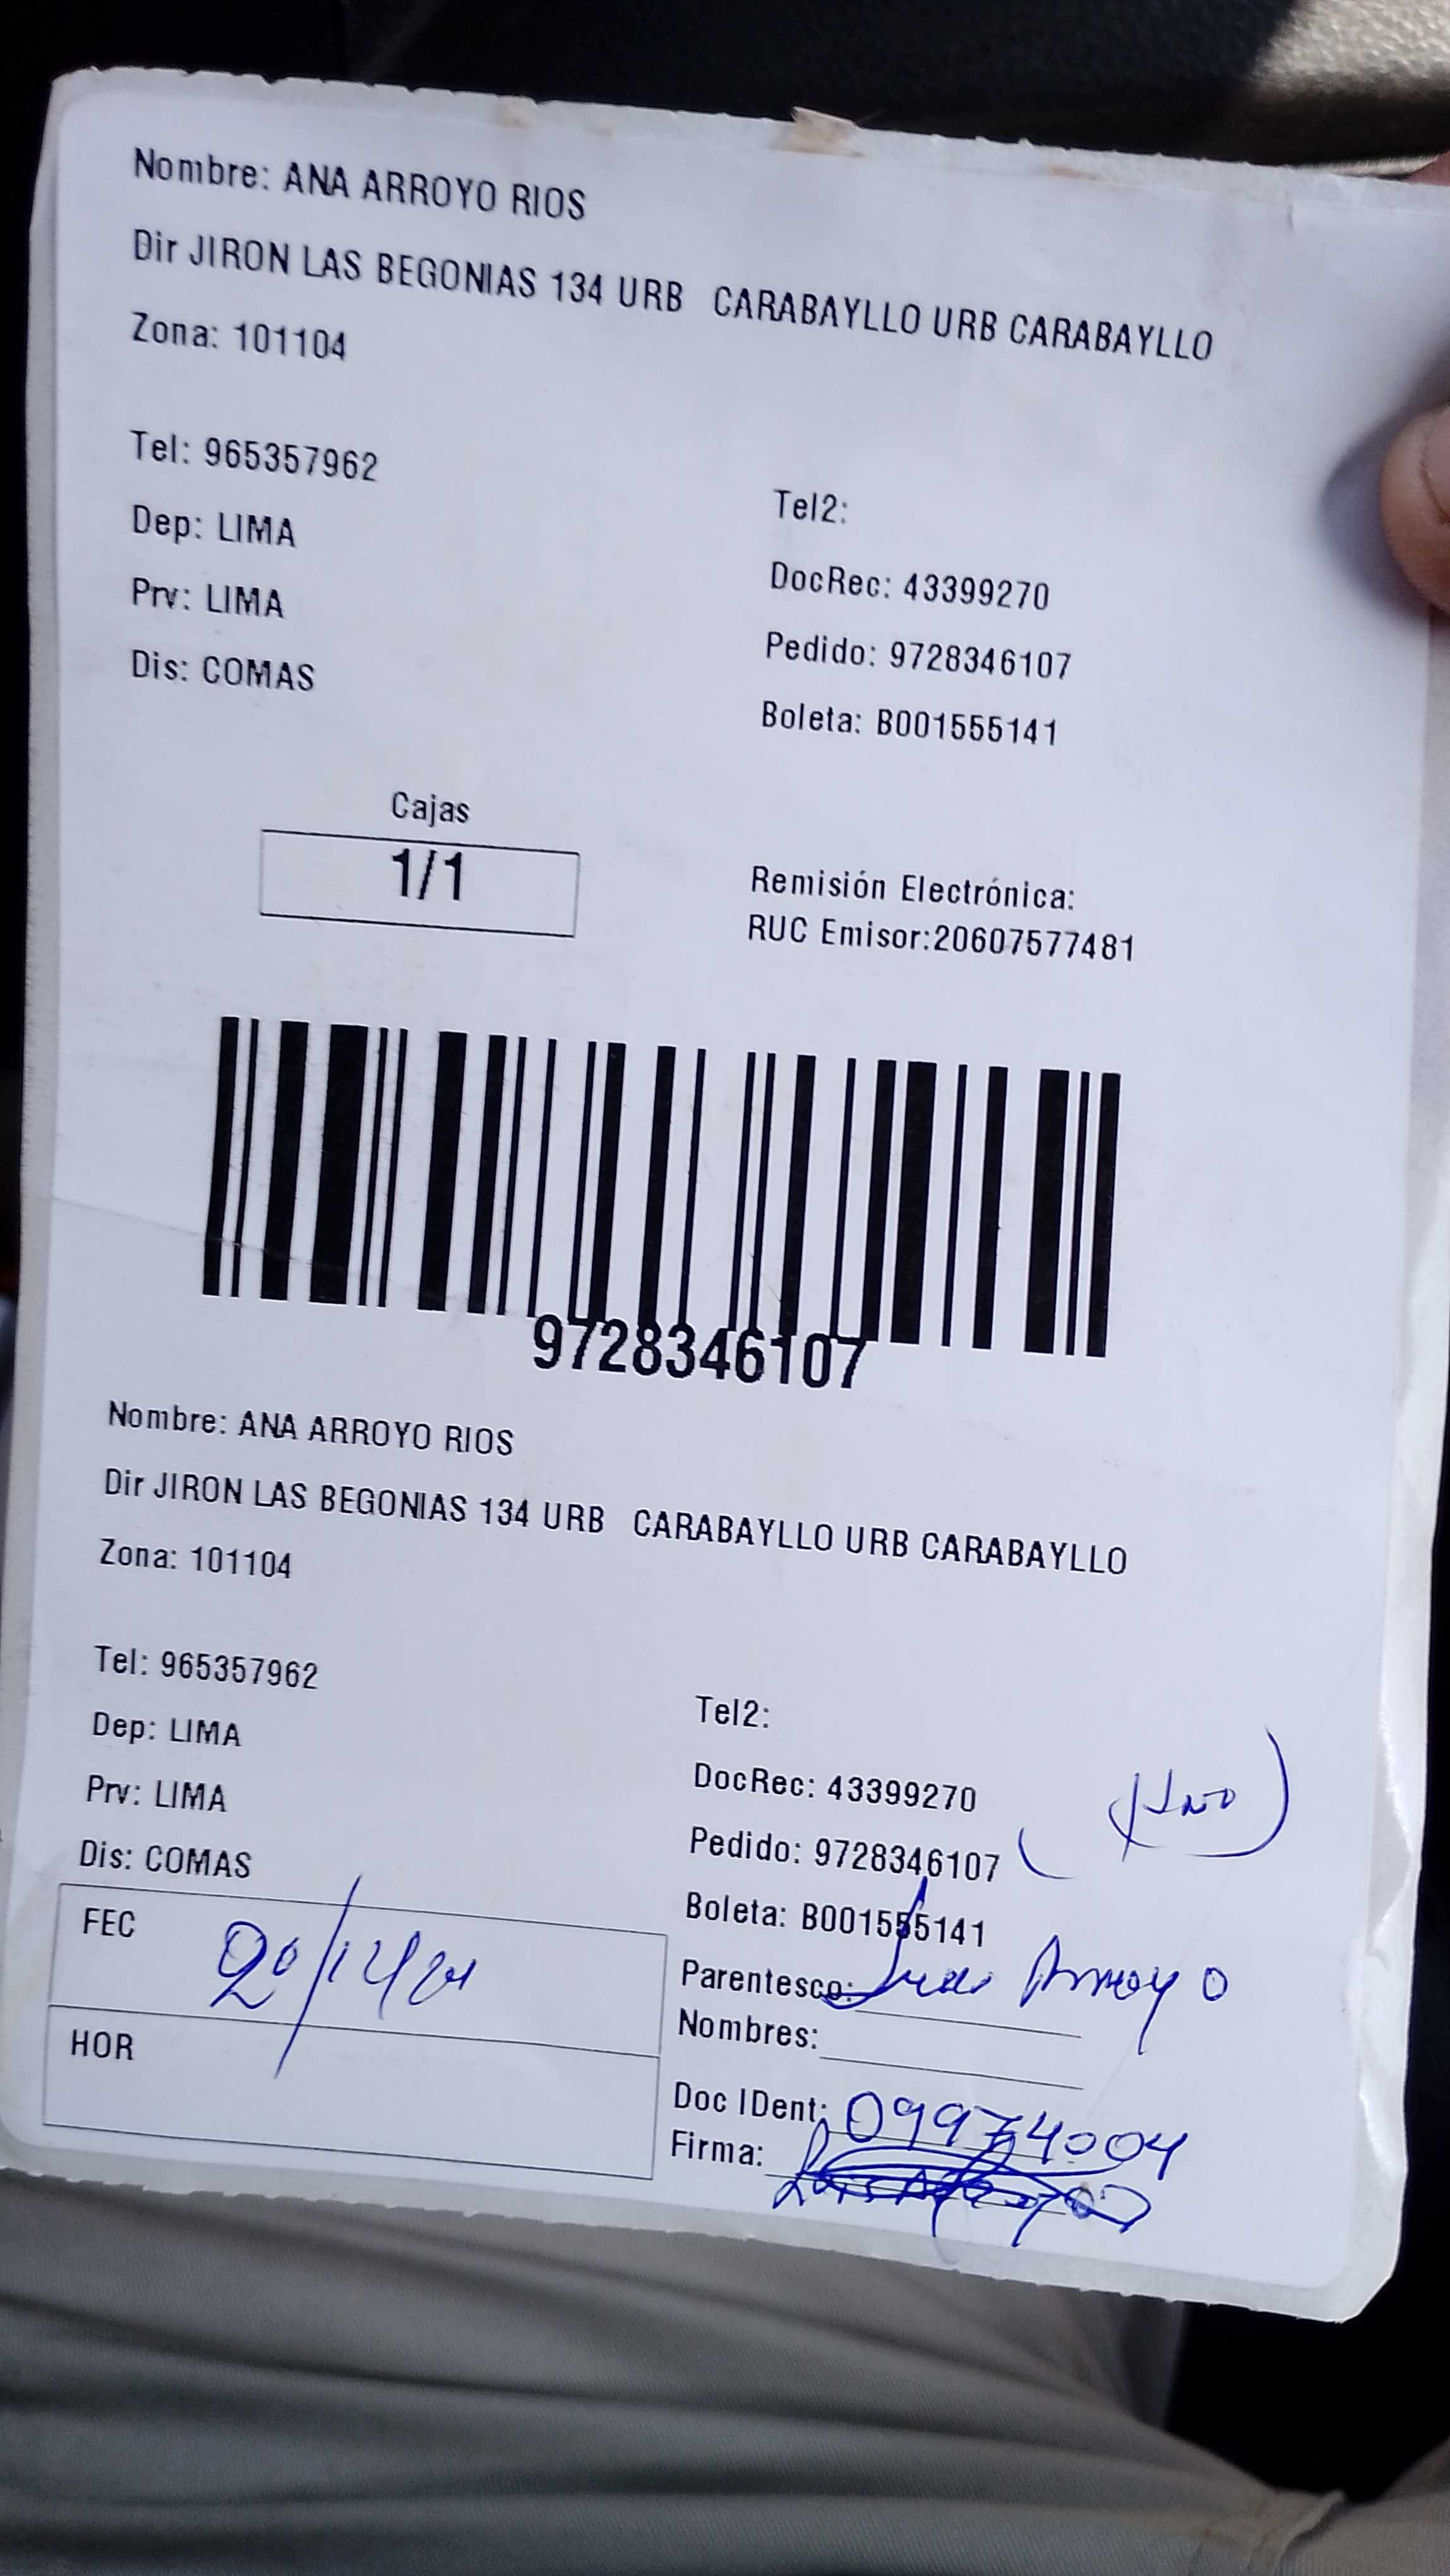 Nombre: ANA ARROYO RIOS
Dir JIRON LAS BEGONIAS 134 URB CARABAYLLO URB CARABAYLLO
Zona: 101104
Tel: 965357962
Tel2:
Dep: LIMA
DocRec: 43399270
Prv: LIMA
Pedido: 9728346107
Dis: COMAS
Boleta: B001555141
Cajas
1/1
Remisión Electrónica:
RUC Emisor:20607577481
9728346107
Nombre: ANA ARROYO RIOS
Dir JIRON LAS BEGONIAS 134 URB CARABAYLLO URB CARABAYLLO
Zona: 101104
Tel: 965357962
Tel2:
Dep: LIMA
DocRec: 43399270
Prv: LIMA
Pedido: 9728346107
Dis: COMAS
Boleta: B001555141
FEC
Parentesco: Arroyo
Nombres:
HOR
Doc IDent: 09974004
Firma: